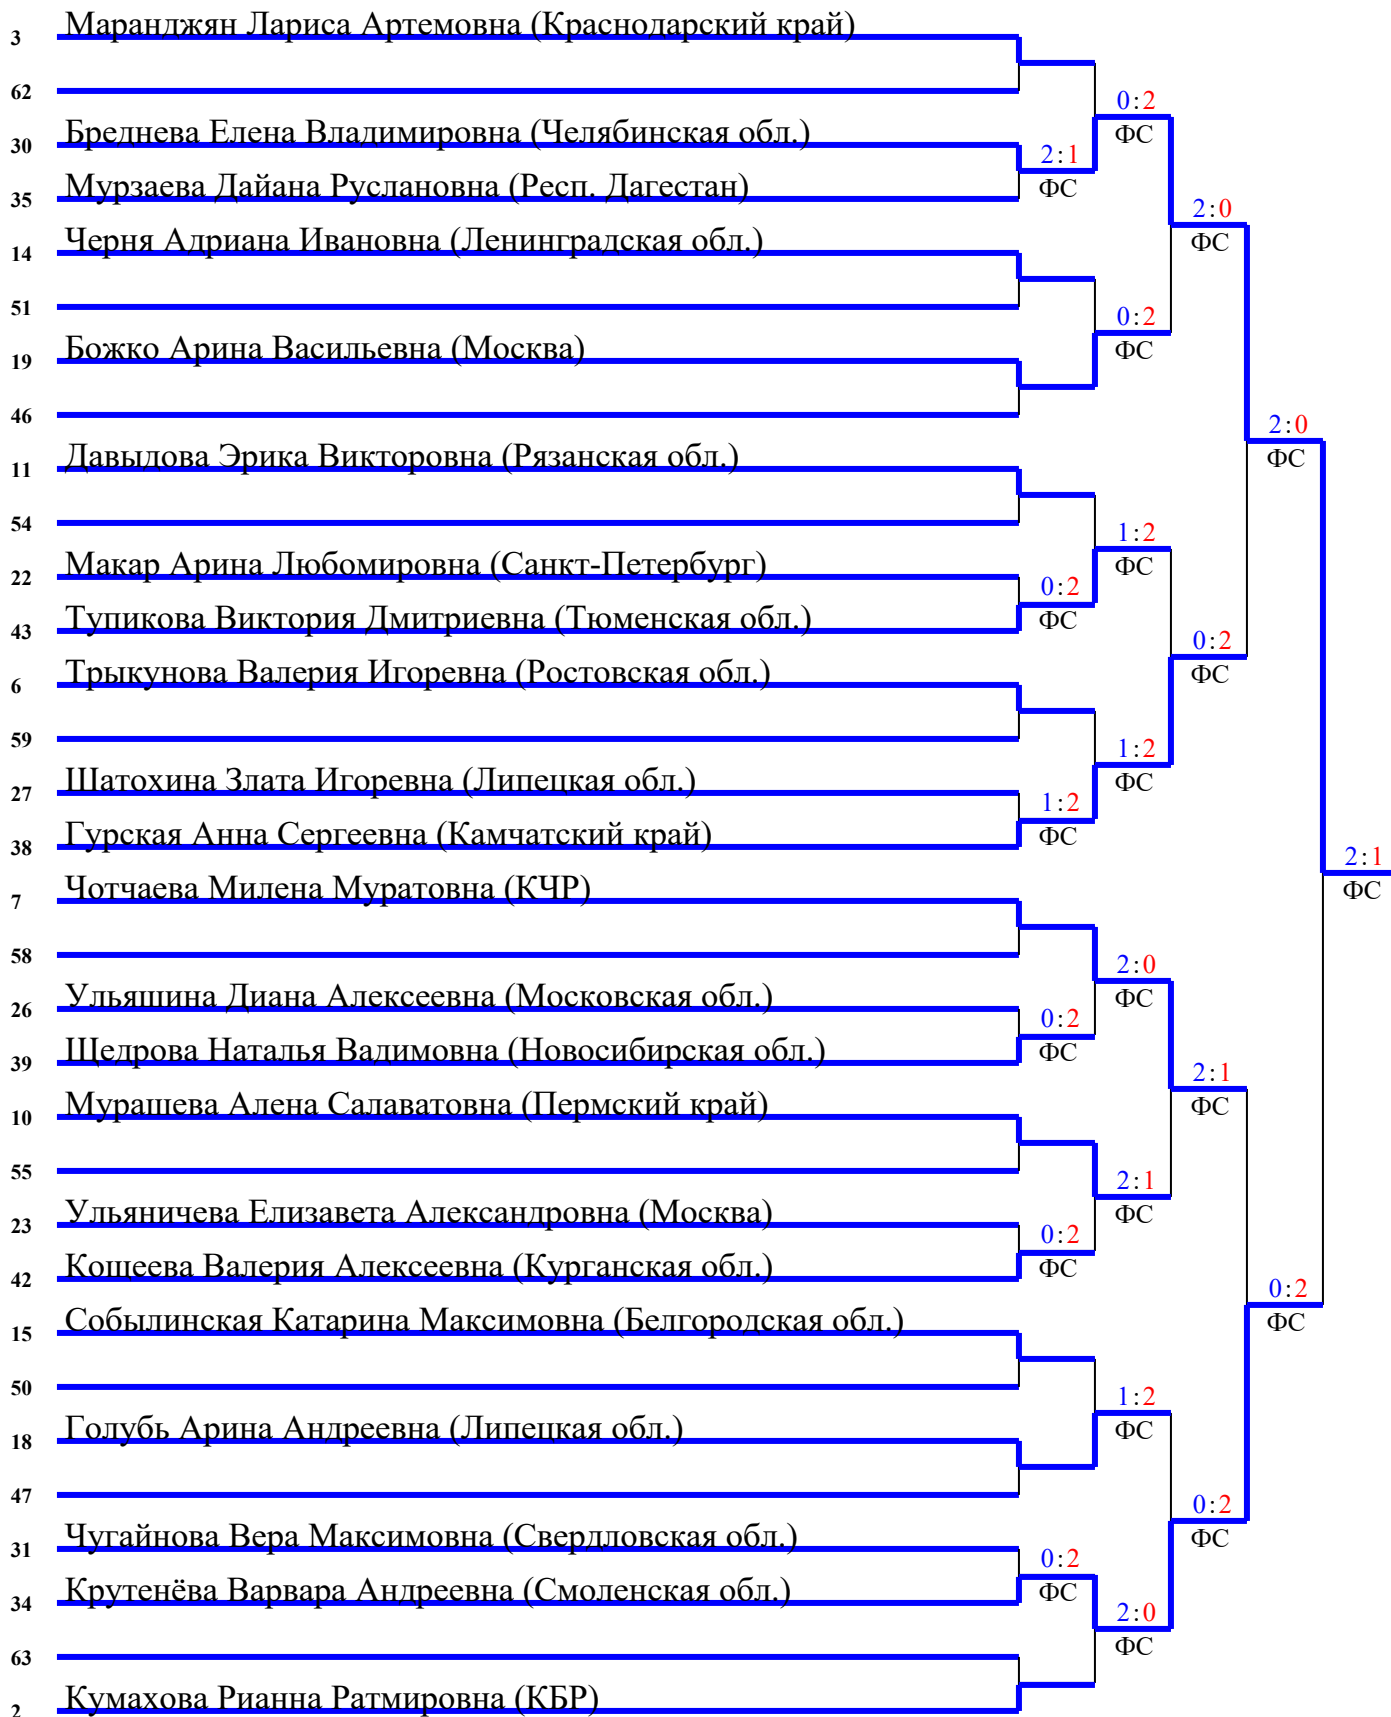 3 Маранджян Лариса Артемовна (Краснодарский край)
62
0:2
ФС
30 Бреднева Елена Владимировна (Челябинская обл.)
2:1
ФС
35 Мурзаева Дайана Руслановна (Респ. Дагестан)
2:0
ФС
14 Черня Адриана Ивановна (Ленинградская обл.)
51
0:2
ФС
19 Божко Арина Васильевна (Москва)
46
2:0
ФС
11 Давыдова Эрика Викторовна (Рязанская обл.)
54
1:2
ФС
22 Макар Арина Любомировна (Санкт-Петербург)
0:2
ФС
43 Тупикова Виктория Дмитриевна (Тюменская обл.)
0:2
ФС
6 Трыкунова Валерия Игоревна (Ростовская обл.)
59
1:2
ФС
27 Шатохина Злата Игоревна (Липецкая обл.)
1:2
ФС
38 Гурская Анна Сергеевна (Камчатский край)
2:1
ФС
7 Чотчаева Милена Муратовна (КЧР)
58
2:0
ФС
26 Ульяшина Диана Алексеевна (Московская обл.)
0:2
ФС
39 Щедрова Наталья Вадимовна (Новосибирская обл.)
2:1
ФС
10 Мурашева Алена Салаватовна (Пермский край)
55
2:1
ФС
23 Ульяничева Елизавета Александровна (Москва)
0:2
ФС
42 Кощеева Валерия Алексеевна (Курганская обл.)
0:2
ФС
15 Собылинская Катарина Максимовна (Белгородская обл.)
50
1:2
ФС
18 Голубь Арина Андреевна (Липецкая обл.)
47
0:2
ФС
31 Чугайнова Вера Максимовна (Свердловская обл.)
0:2
ФС
34 Крутенёва Варвара Андреевна (Смоленская обл.)
2:0
ФС
63
2 Кумахова Рианна Ратмировна (КБР)